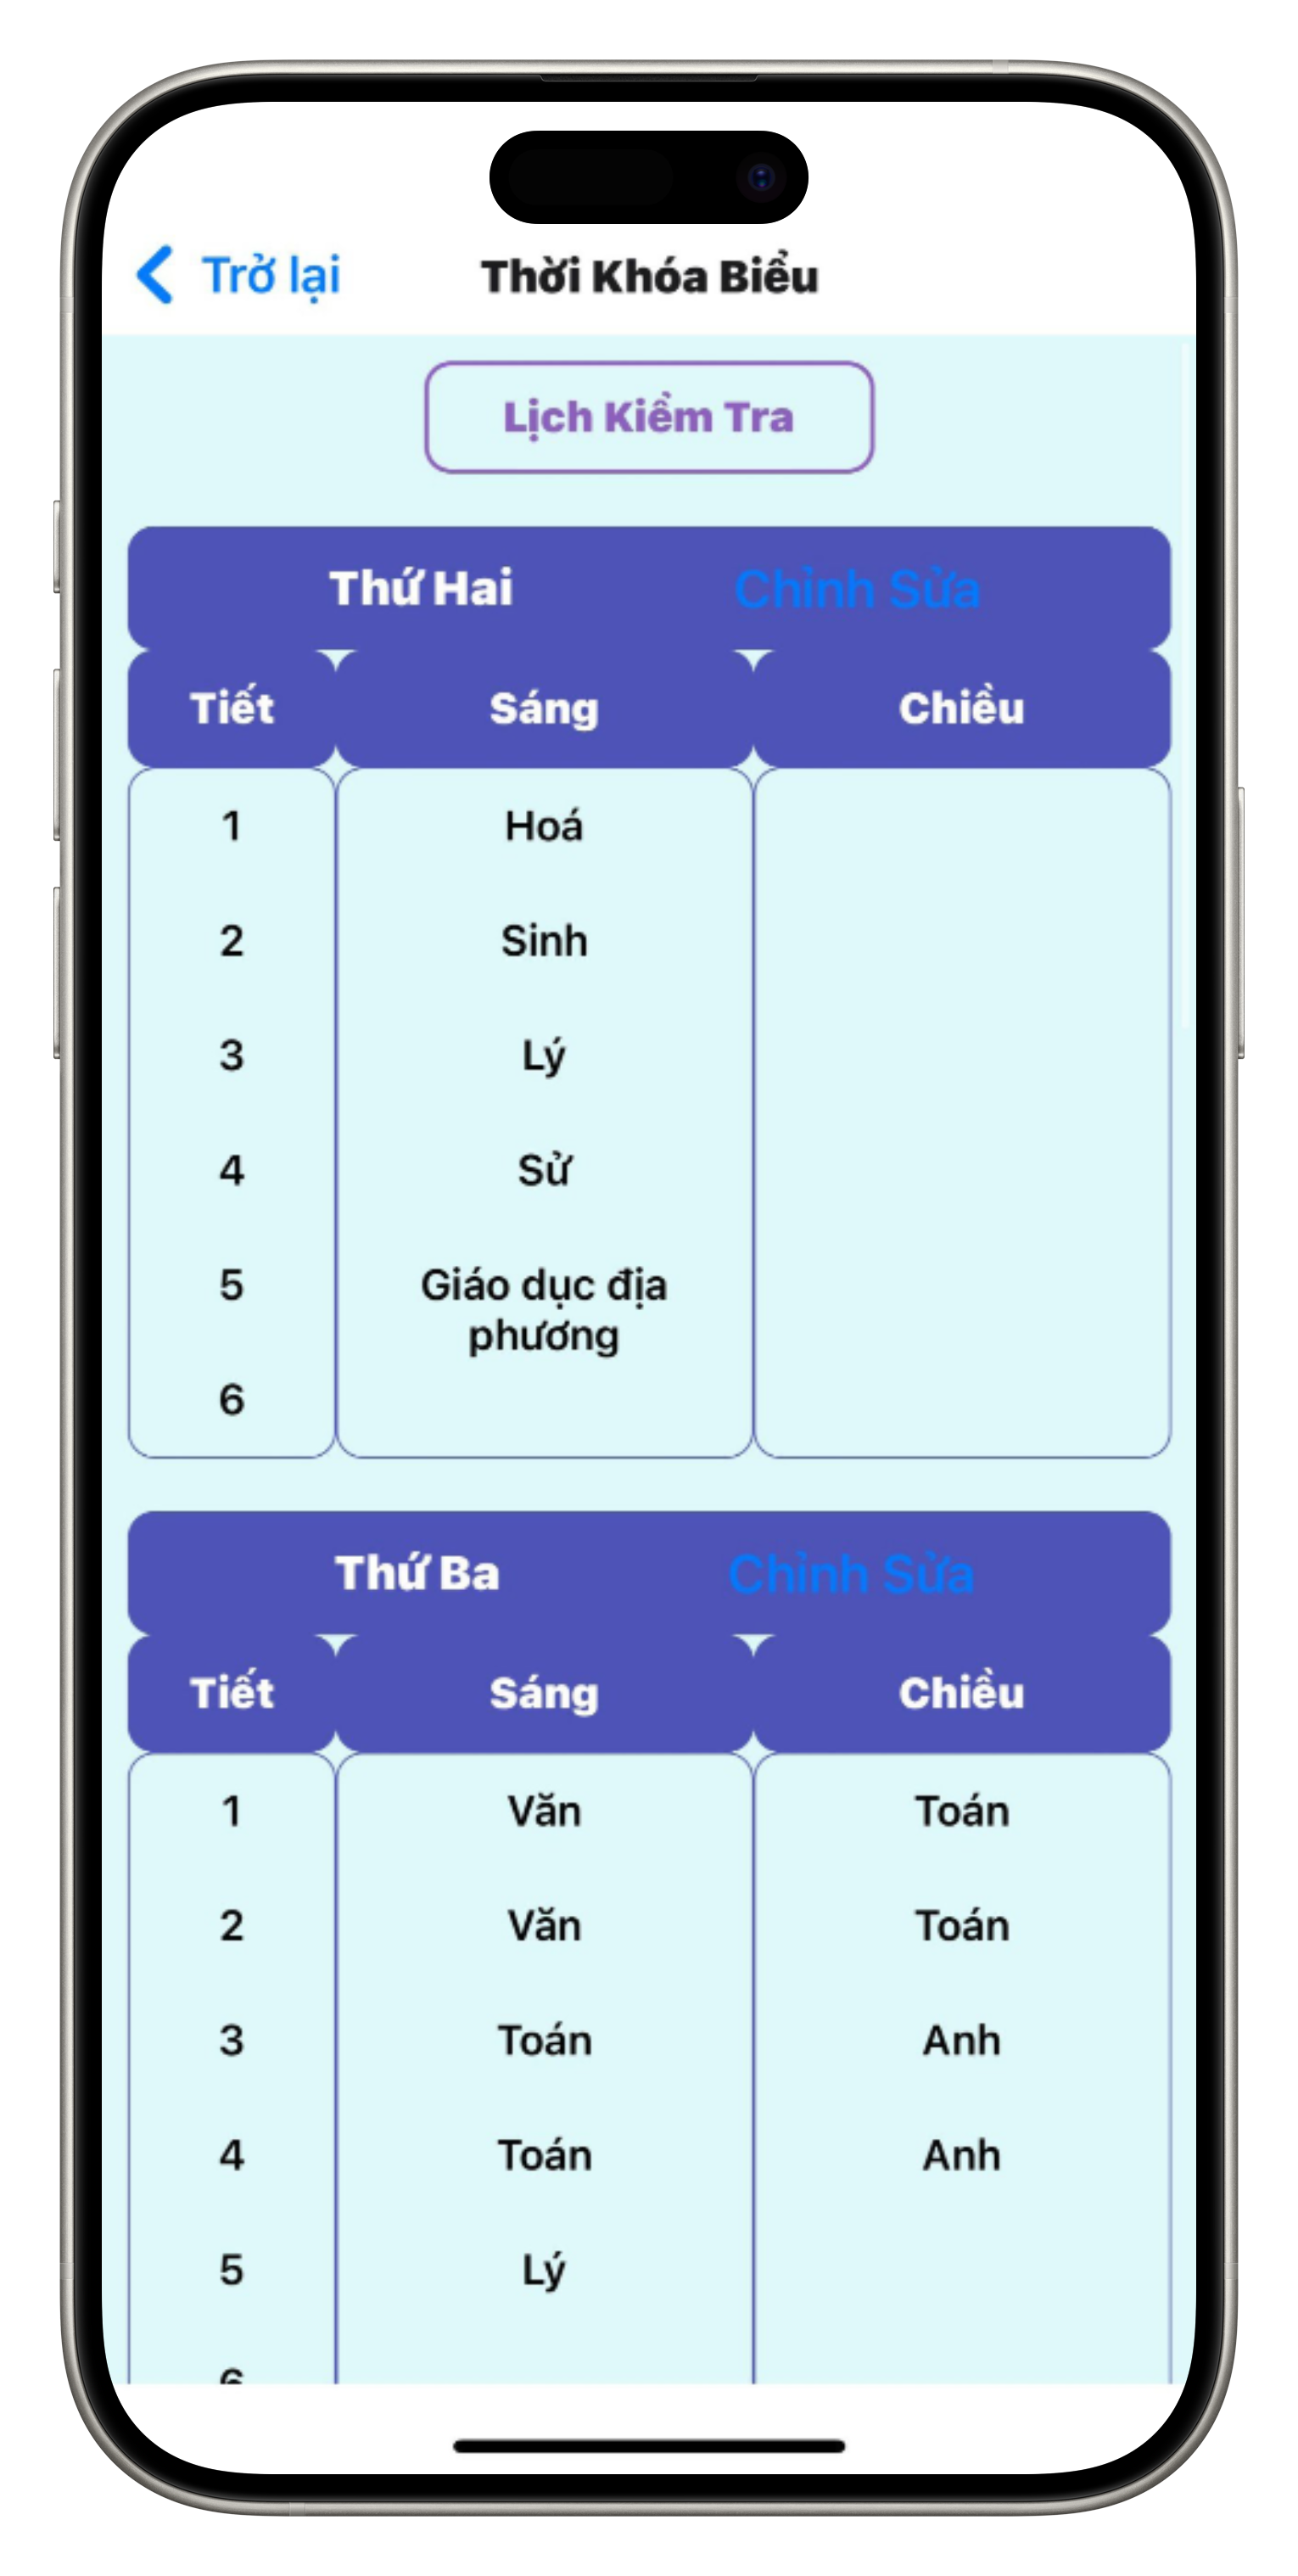 Trở lại
Thời Khóa Biểu
Lịch Kiểm Tra
Thứ Hai Chỉnh Sửa
Tiết Sáng Chiều
1 Hoá
2 Sinh
3 Lý
4 Sử
5 Giáo dục địa
phương
6
Thứ Ba Chỉnh Sửa
Tiết Sáng Chiều
1 Văn Toán
2 Văn Toán
3 Toán Anh
4 Toán Anh
5 Lý
6